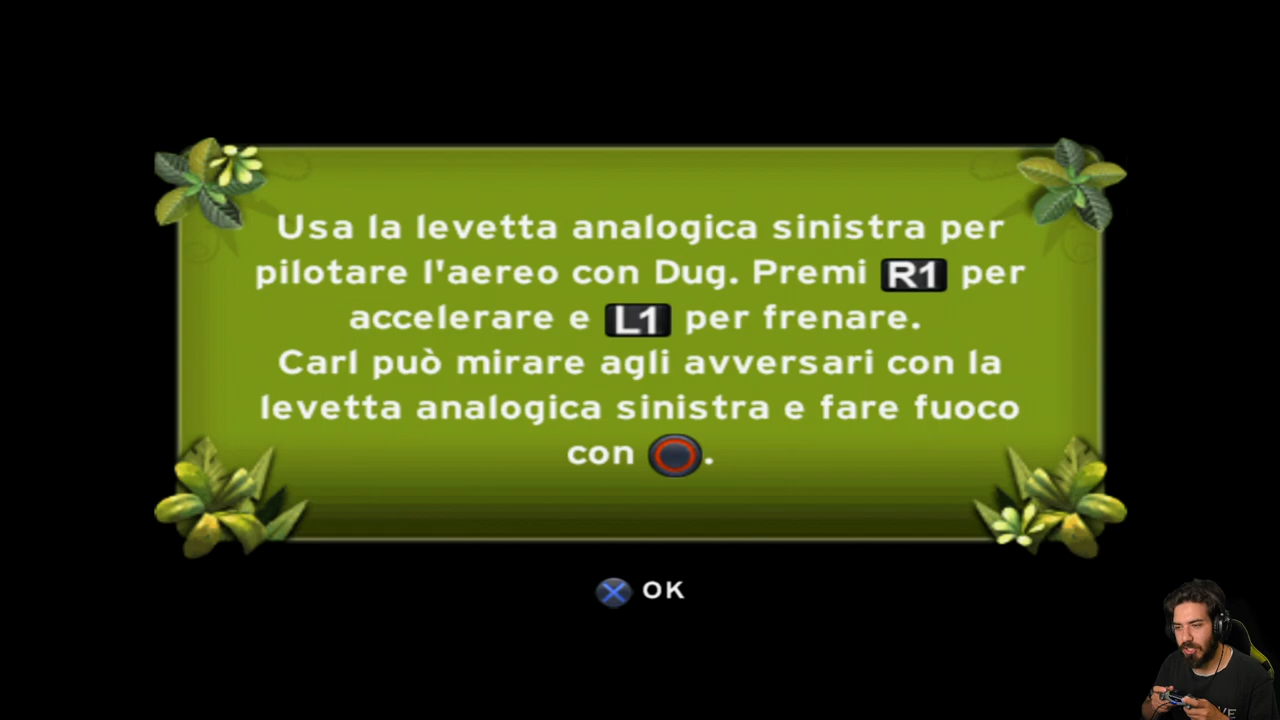 Usa la levetta analogica sinistra per
pilotare l'aereo con Dug. Premi R1 per
accelerare e L1 per frenare.
Carl può mirare agli avversari con la
levetta analogica sinistra e fare fuoco
con .
OK